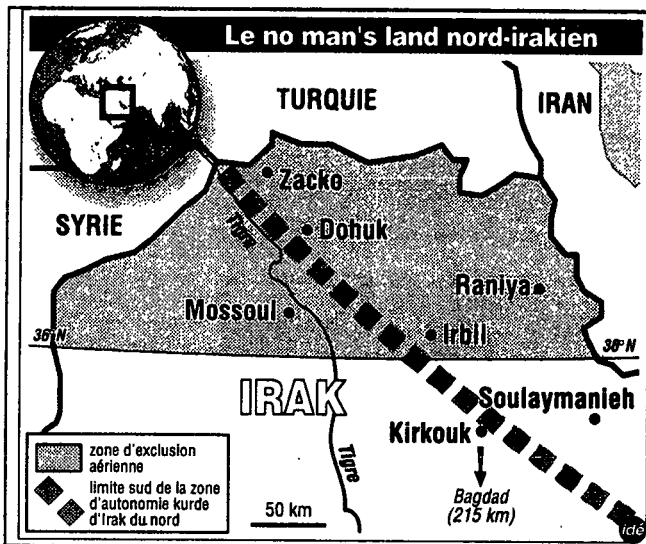 Le no man's land nord-irakien
TURQUIE
IRAN
SYRIE
Zacko
Dohuk
Tigre
Raniya
Mossoul
Irbil
36°N
36°N
IRAK
Soulaymanieh
Kirkouk
Tigre
Bagdad
(215 km)
zone d'exclusion
aérienne
limite sud de la zone
d'autonomie kurde
d'Irak du nord
50 km
idé